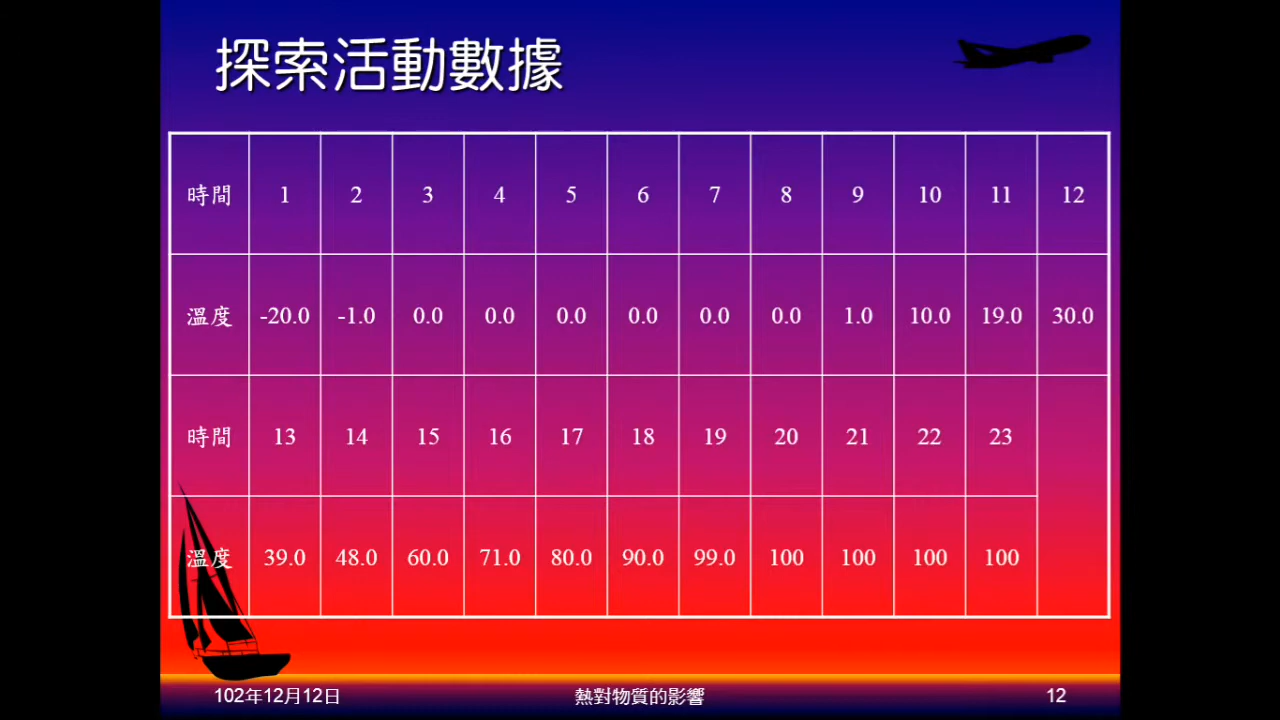 探索活動數據
時間 1 2 3 4 5 6 7 8 9 10 11 12
溫度 -20.0 -1.0 0.0 0.0 0.0 0.0 0.0 0.0 1.0 10.0 19.0 30.0
時間 13 14 15 16 17 18 19 20 21 22 23
溫度 39.0 48.0 60.0 71.0 80.0 90.0 99.0 100 100 100 100
102年12月12日 熱對物質的影響 12